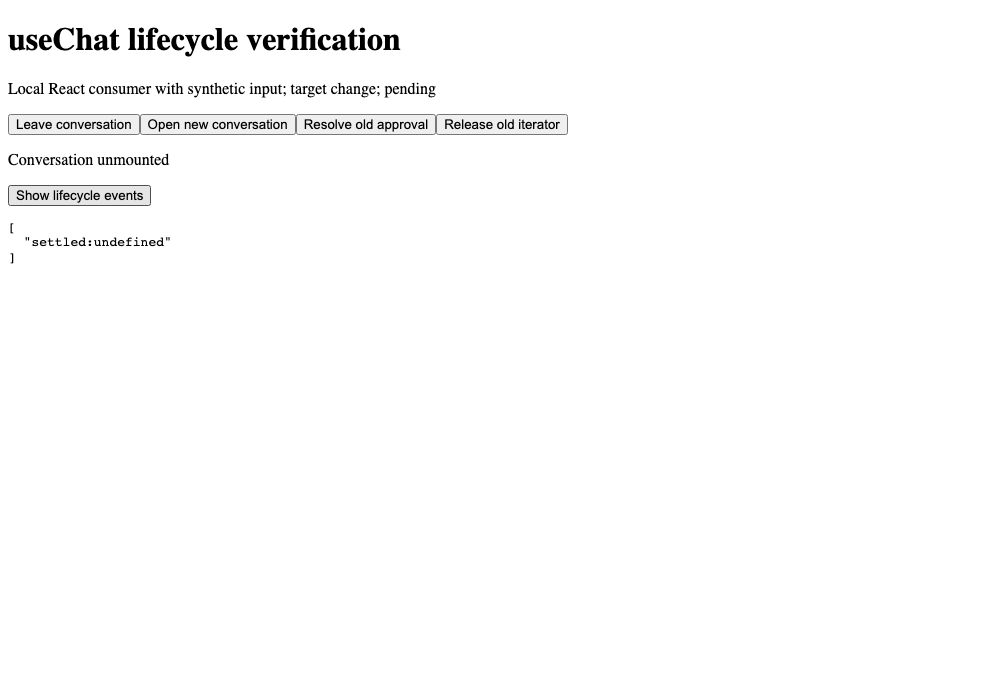 useChat lifecycle verification
Local React consumer with synthetic input; target change; pending
Leave conversation Open new conversation Resolve old approval Release old iterator
Conversation unmounted
Show lifecycle events
[
  "settled:undefined"
]